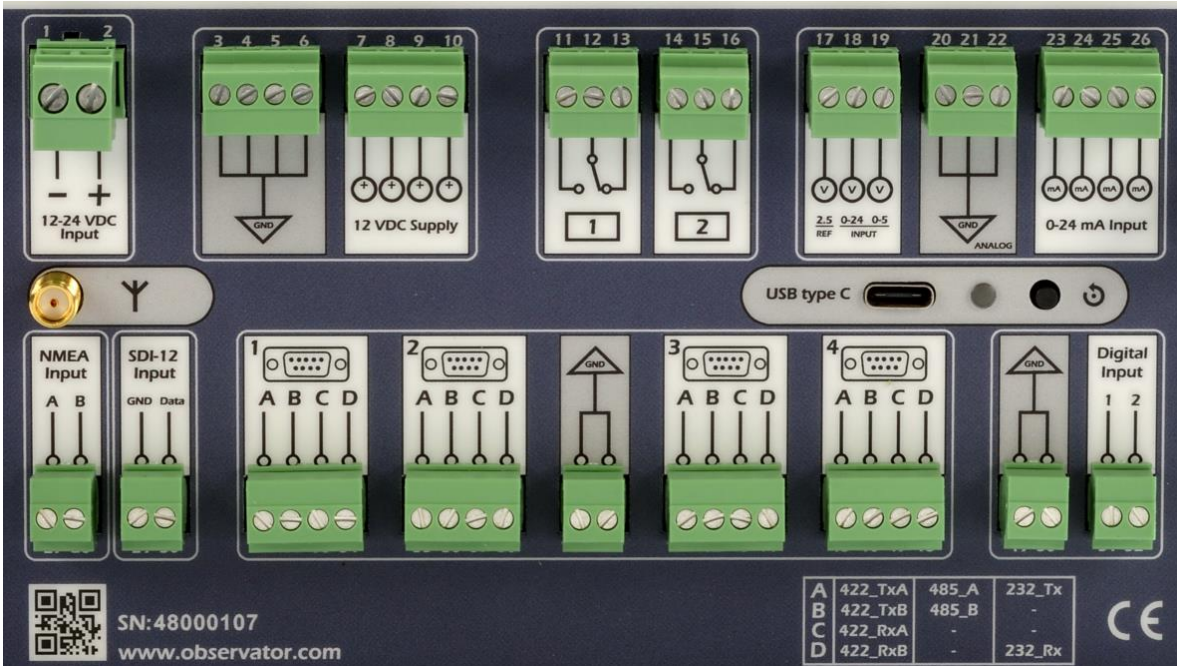 1 2
3 4 5 6
7 8 9 10
11 12 13
14 15 16
17 18 19
20 21 22
23 24 25 26
− +
12-24 VDC
Input
GND
+ + + +
12 VDC Supply
1
2
V V V
2.5 0-24 0-5
REF INPUT
GND
ANALOG
mA mA mA mA
0-24 mA Input
USB type C
NMEA
Input
A B
SDI-12
Input
GND Data
1
A B C D
2
A B C D
GND
3
A B C D
4
A B C D
GND
Digital
Input
1 2
SN:48000107
www.observator.com
A 422_TxA 485_A 232_Tx
B 422_TxB 485_B -
C 422_RxA - -
D 422_RxB - 232_Rx
CE